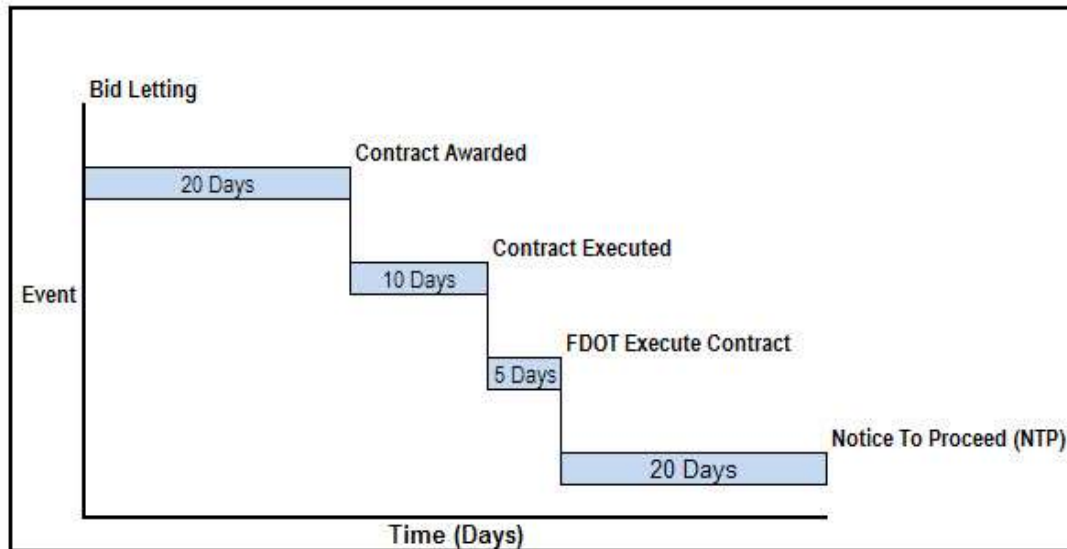 Bid Letting
Contract Awarded
20 Days
Contract Executed
10 Days
Event
FDOT Execute Contract
5 Days
Notice To Proceed (NTP)
20 Days
Time (Days)